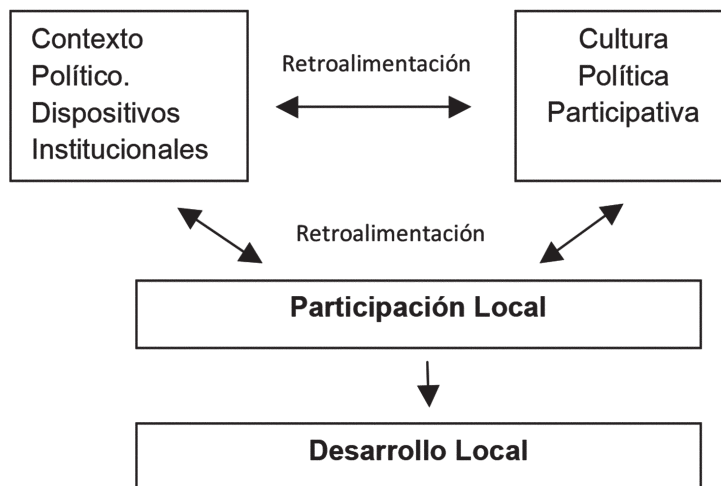 Contexto
Político.
Dispositivos
Institucionales
Retroalimentación
Cultura
Política
Participativa
Retroalimentación
Participación Local
Desarrollo Local